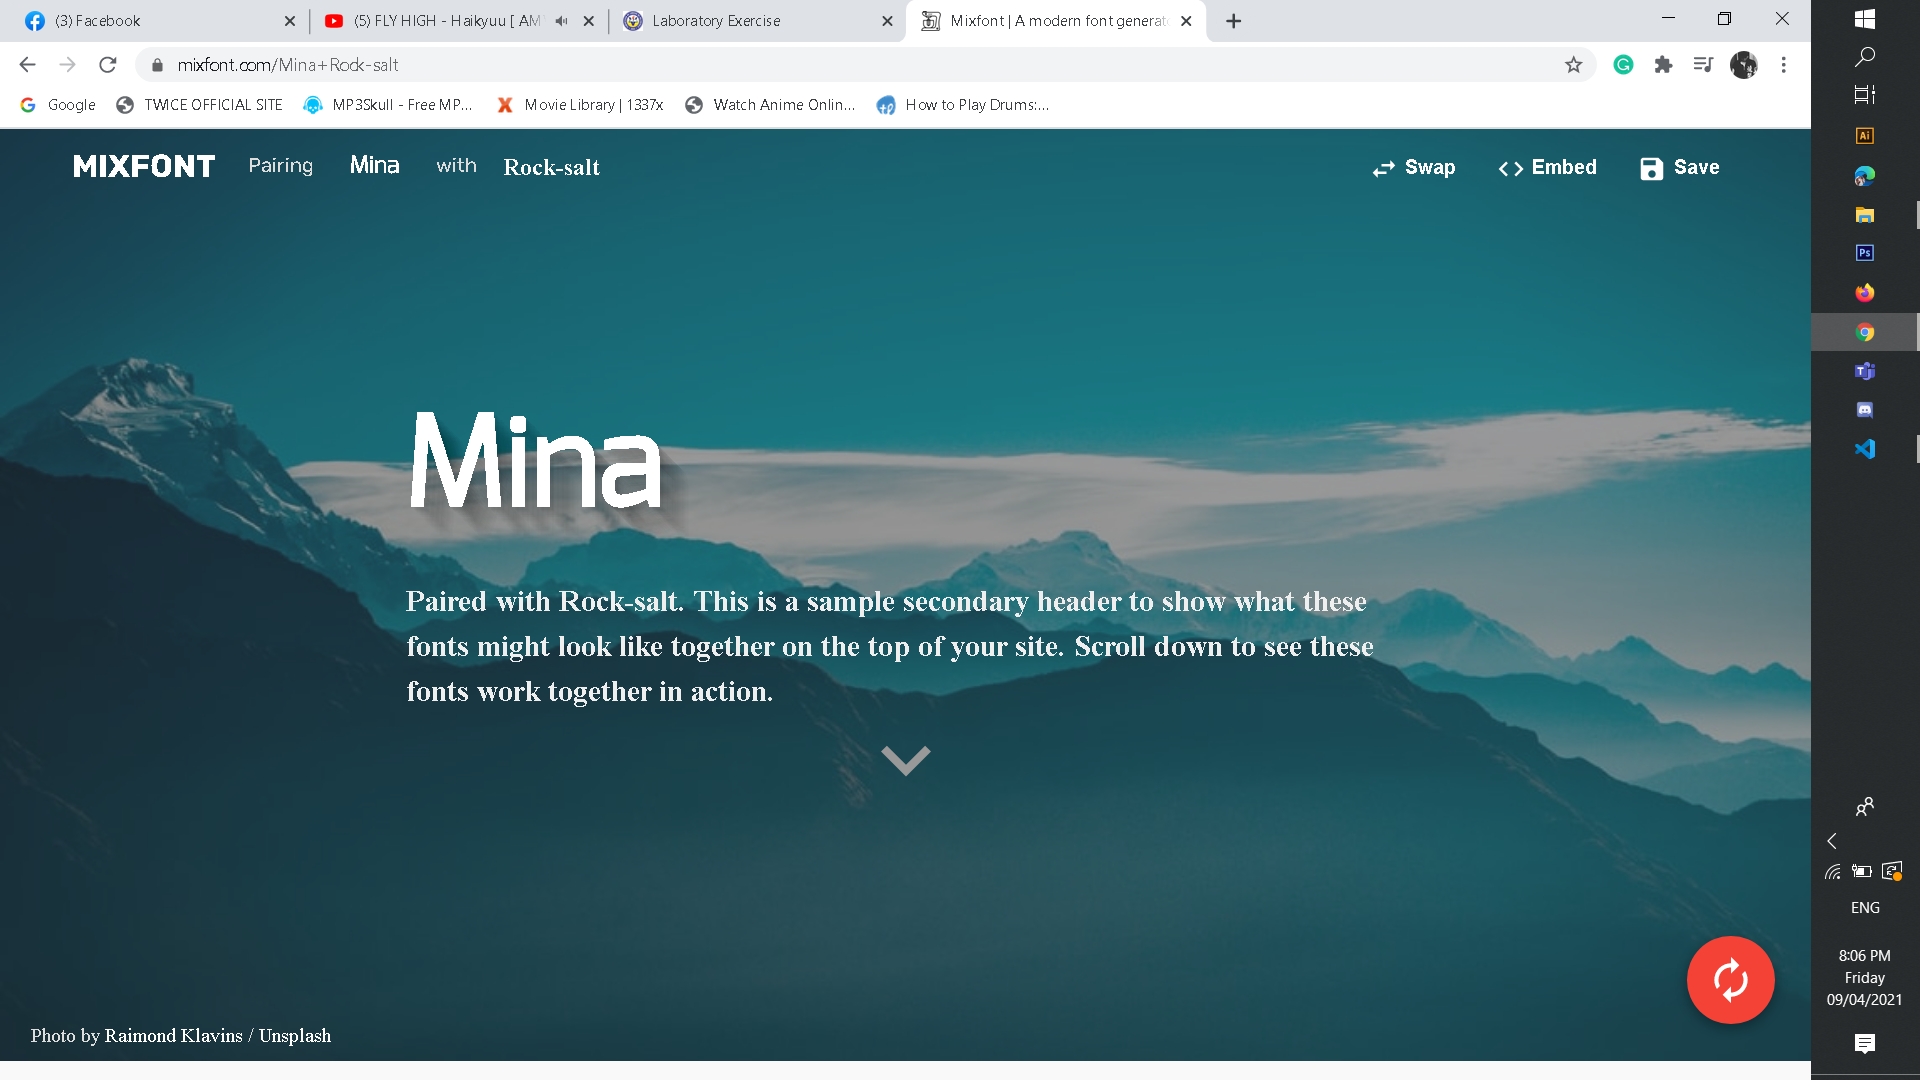 (3) Facebook
(5) FLY HIGH - Haikyuu [ AM
Laboratory Exercise
Mixfont | A modern font generat
mixfont.com/Mina+Rock-salt
Google
TWICE OFFICIAL SITE
MP3Skull - Free MP...
Movie Library | 1337x
Watch Anime Onlin...
How to Play Drums:...
MIXFONT
Pairing
Mina
with
Rock-salt
Swap
Embed
Save
Mina
Paired with Rock-salt. This is a sample secondary header to show what these
fonts might look like together on the top of your site. Scroll down to see these
fonts work together in action.
Photo by Raimond Klavins / Unsplash
Ai
Ps
ENG
8:06 PM
Friday
09/04/2021